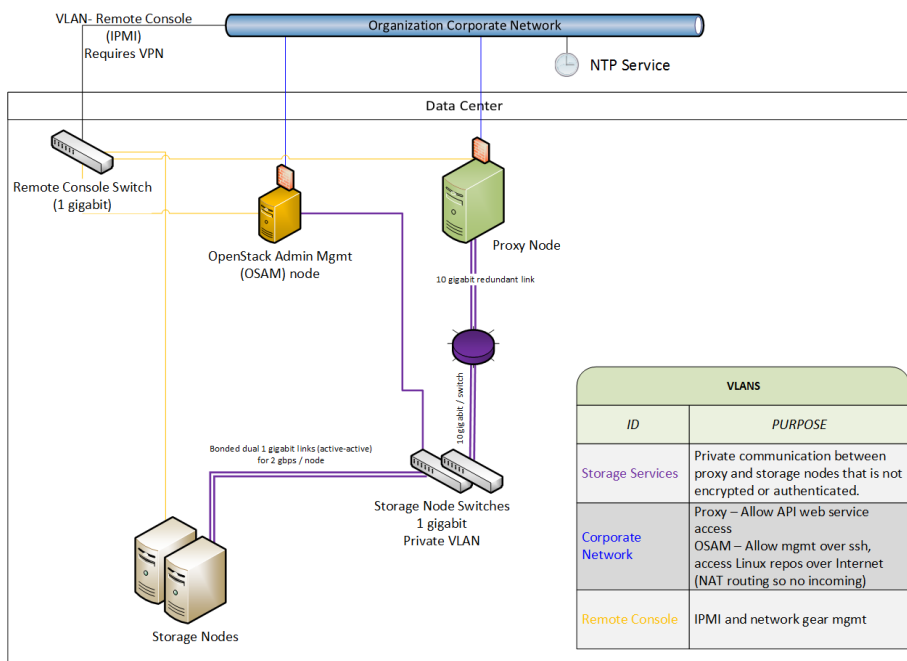 VLAN- Remote Console
(IPMI)
Requires VPN
Organization Corporate Network
NTP Service
Data Center
Remote Console Switch
(1 gigabit)
OpenStack Admin Mgmt
(OSAM) node
Proxy Node
10 gigabit redundant link
10 gigabit / switch
Bonded dual 1 gigabit links (active-active)
for 2 gbps / node
Storage Node Switches
1 gigabit
Private VLAN
Storage Nodes
VLANS
ID
PURPOSE
Storage Services
Private communication between
proxy and storage nodes that is not
encrypted or authenticated.
Corporate
Network
Proxy – Allow API web service
access
OSAM – Allow mgmt over ssh,
access Linux repos over Internet
(NAT routing so no incoming)
Remote Console
IPMI and network gear mgmt